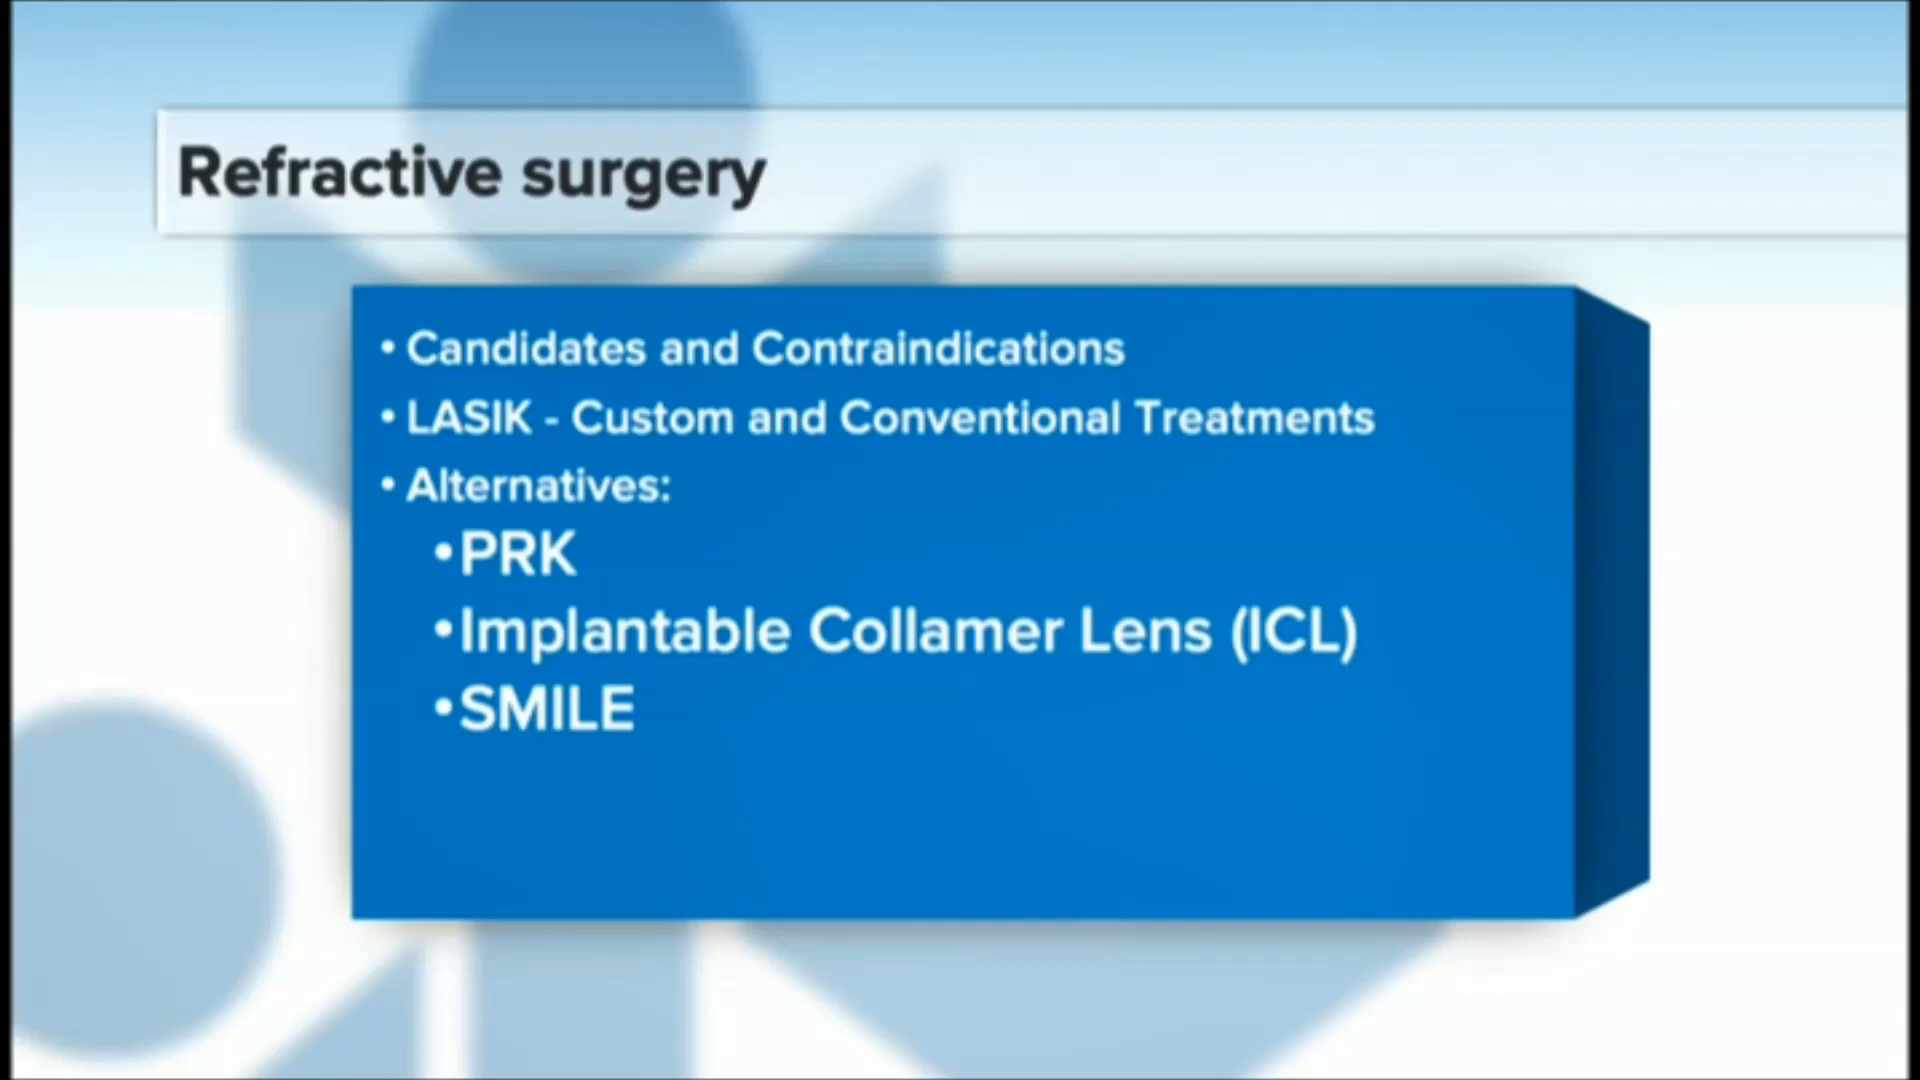 Refractive surgery
• Candidates and Contraindications
• LASIK - Custom and Conventional Treatments
• Alternatives:
• PRK
• Implantable Collamer Lens (ICL)
• SMILE